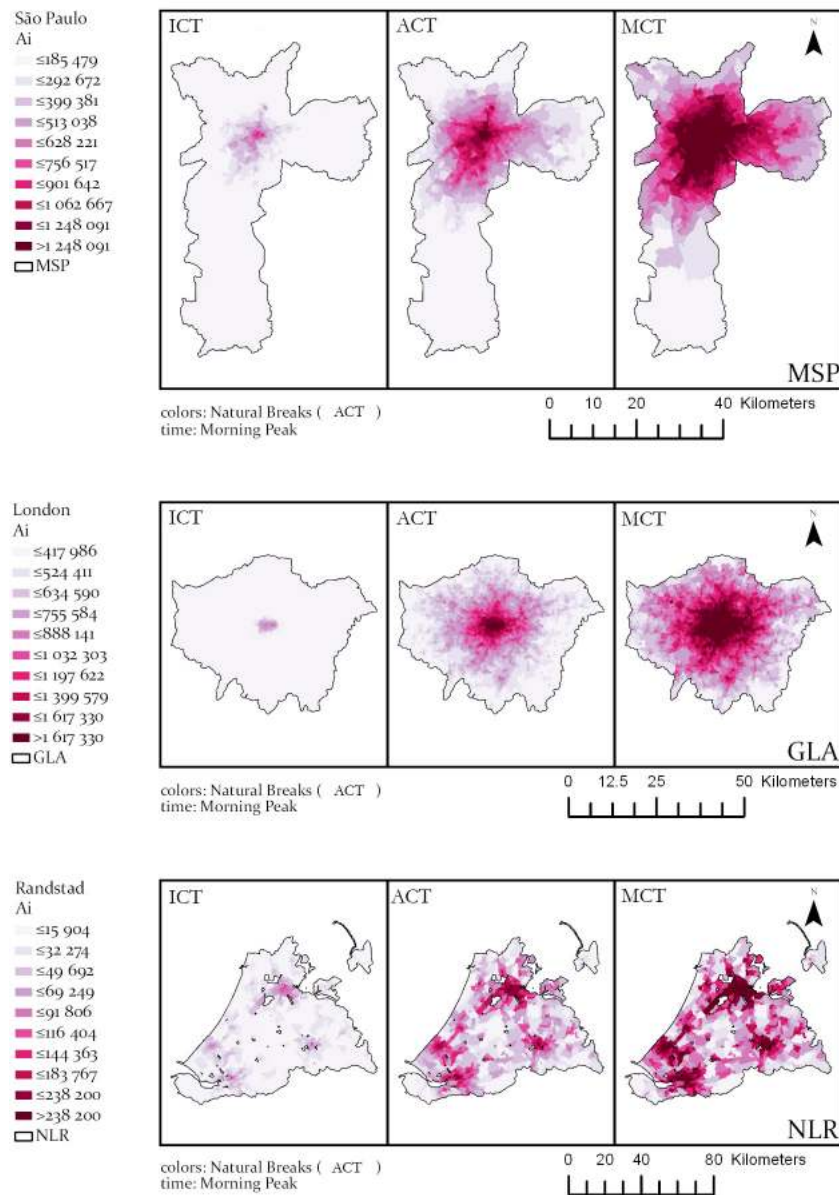 São Paulo
Ai
≤185 479
≤292 672
≤399 381
≤513 038
≤628 221
≤756 517
≤901 642
≤1 062 667
≤1 248 091
>1 248 091
MSP
ICT
ACT
MCT
N
MSP
colors: Natural Breaks ( ACT )
time: Morning Peak
0 10 20 40 Kilometers
London
Ai
≤417 986
≤524 411
≤634 590
≤755 584
≤888 141
≤1 032 303
≤1 197 622
≤1 399 579
≤1 617 330
>1 617 330
GLA
ICT
ACT
MCT
N
GLA
colors: Natural Breaks ( ACT )
time: Morning Peak
0 12.5 25 50 Kilometers
Randstad
Ai
≤15 904
≤32 274
≤49 692
≤69 249
≤91 806
≤116 404
≤144 363
≤183 767
≤238 200
>238 200
NLR
ICT
ACT
MCT
N
NLR
colors: Natural Breaks ( ACT )
time: Morning Peak
0 20 40 80 Kilometers